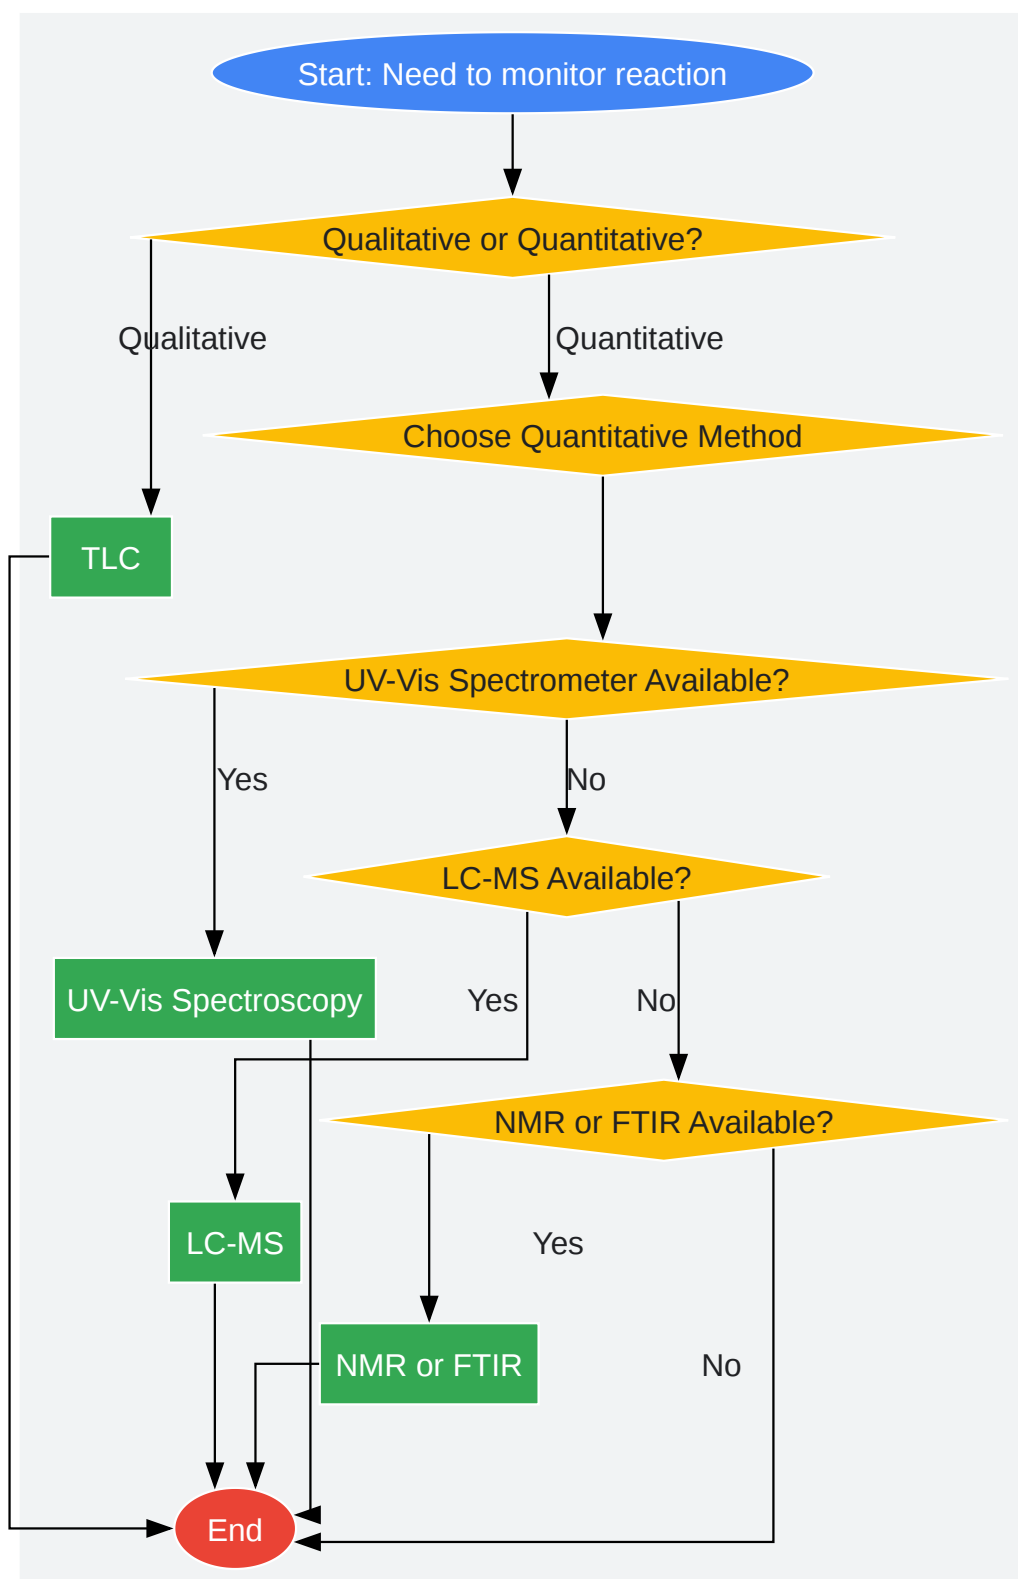 Start: Need to monitor reaction
Qualitative or Quantitative?
Qualitative
Quantitative
Choose Quantitative Method
TLC
UV-Vis Spectrometer Available?
Yes
No
LC-MS Available?
UV-Vis Spectroscopy
Yes
No
NMR or FTIR Available?
LC-MS
Yes
NMR or FTIR
No
End